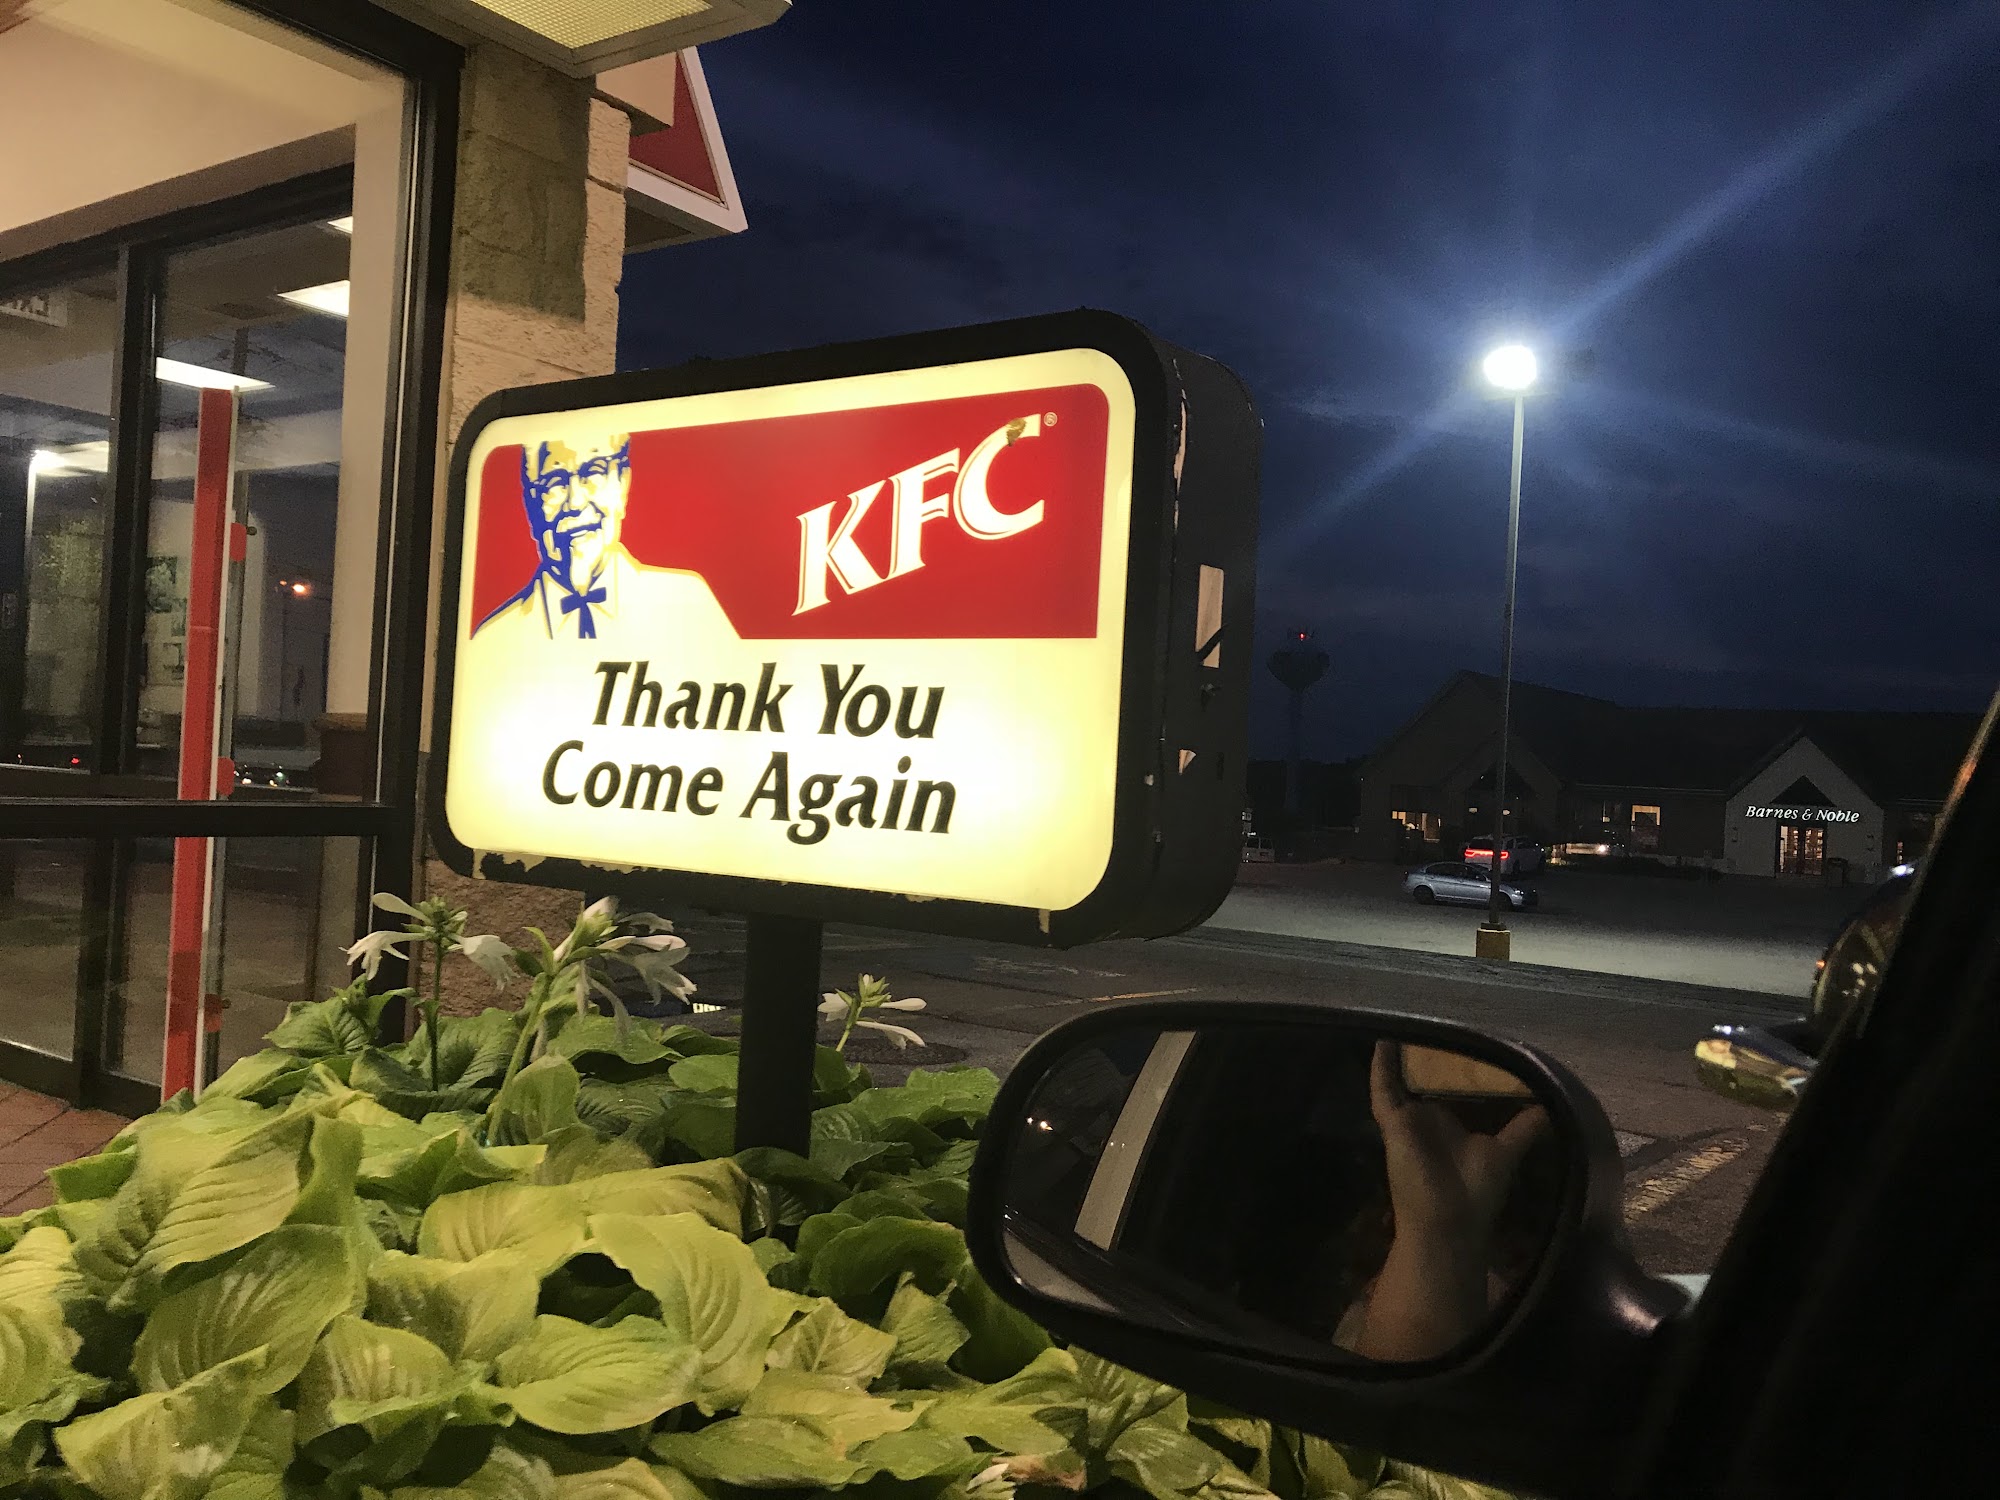 KFC®
Thank You
Come Again
Barnes & Noble